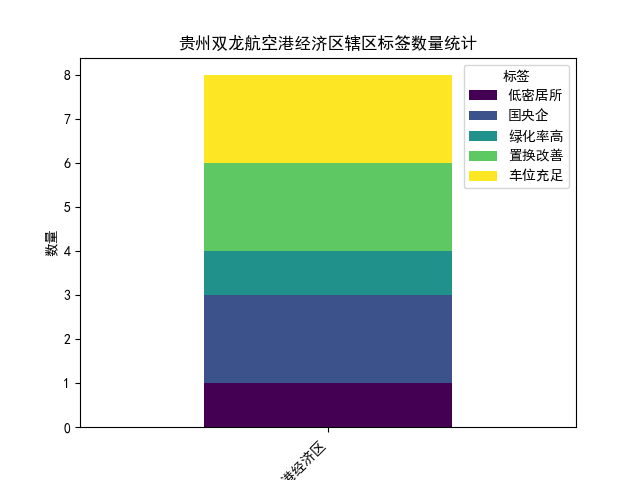 贵州双龙航空港经济区辖区标签数量统计
标签
低密居所
国央企
绿化率高
置换改善
车位充足
数量
8
7
6
5
4
3
2
1
0
港经济区